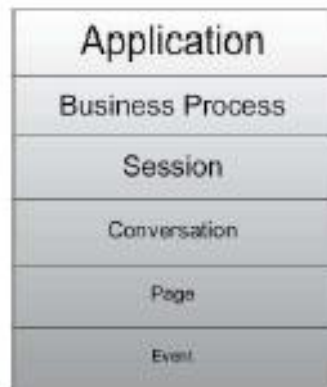 Application
Business Process
Session
Conversation
Page
Event